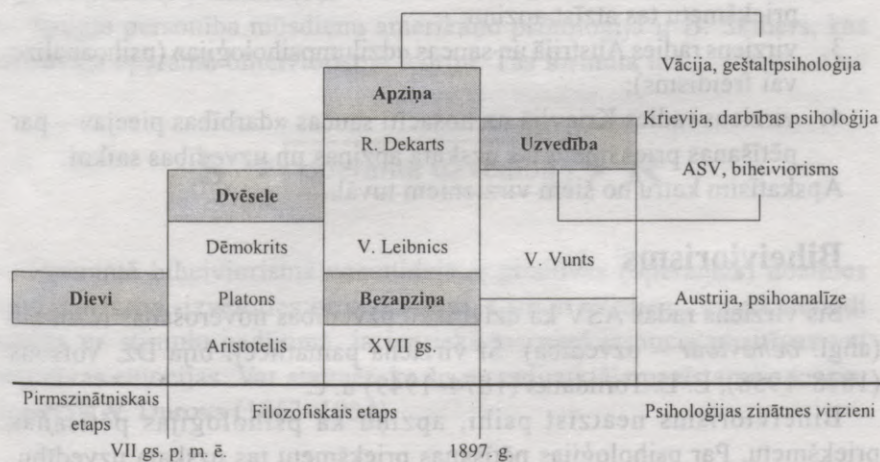 Vācija, geštaltpsiholoģija
Apziņa
Krievija, darbības psiholoģija
R. Dekarts
Uzvedība
ASV, biheiviorisms
Dvēsele
Dēmokrits
V. Leibnics
V. Vunts
Dievi
Platons
Bezapziņa
Austrija, psihoanalīze
Aristotelis
XVII gs.
Pirmszinātniskais
etaps
Filozofiskais etaps
Psiholoģijas zinātnes virzieni
VII gs. p. m. ē.
1897. g.